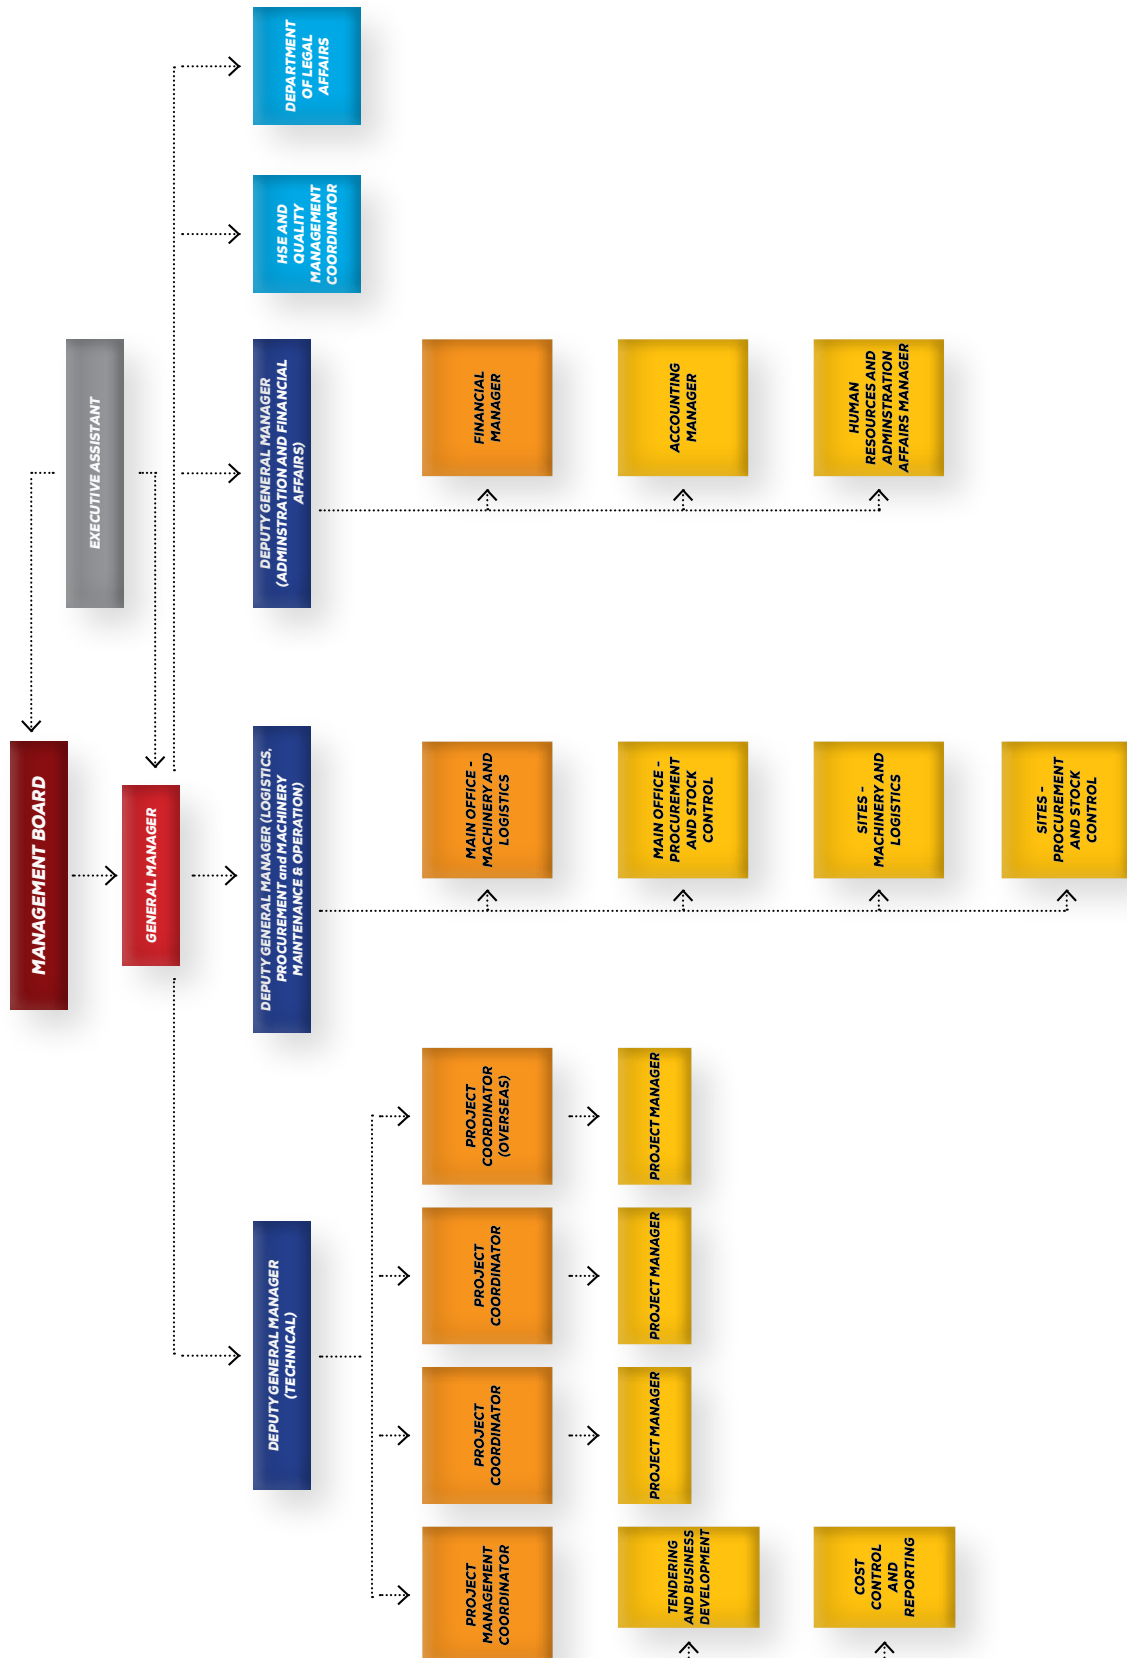 MANAGEMENT BOARD
EXECUTIVE ASSISTANT
GENERAL MANAGER
DEPUTY GENERAL MANAGER
(TECHNICAL)
DEPUTY GENERAL MANAGER (LOGISTICS,
PROCUREMENT and MACHINERY
MAINTENANCE & OPERATION)
DEPUTY GENERAL MANAGER
(ADMINSTRATION AND FINANCIAL
AFFAIRS)
HSE AND
QUALITY
MANAGEMENT
COORDINATOR
DEPARTMENT
OF LEGAL
AFFAIRS
PROJECT
MANAGEMENT
COORDINATOR
PROJECT
COORDINATOR
PROJECT
COORDINATOR
PROJECT
COORDINATOR
(OVERSEAS)
MAIN OFFICE -
MACHINERY AND
LOGISTICS
FINANCIAL
MANAGER
TENDERING
AND BUSINESS
DEVELOPMENT
PROJECT MANAGER
PROJECT MANAGER
PROJECT MANAGER
MAIN OFFICE -
PROCUREMENT
AND STOCK
CONTROL
ACCOUNTING
MANAGER
COST
CONTROL
AND
REPORTING
SITES -
MACHINERY AND
LOGISTICS
HUMAN
RESOURCES AND
ADMINSTRATION
AFFAIRS MANAGER
SITES -
PROCUREMENT
AND STOCK
CONTROL